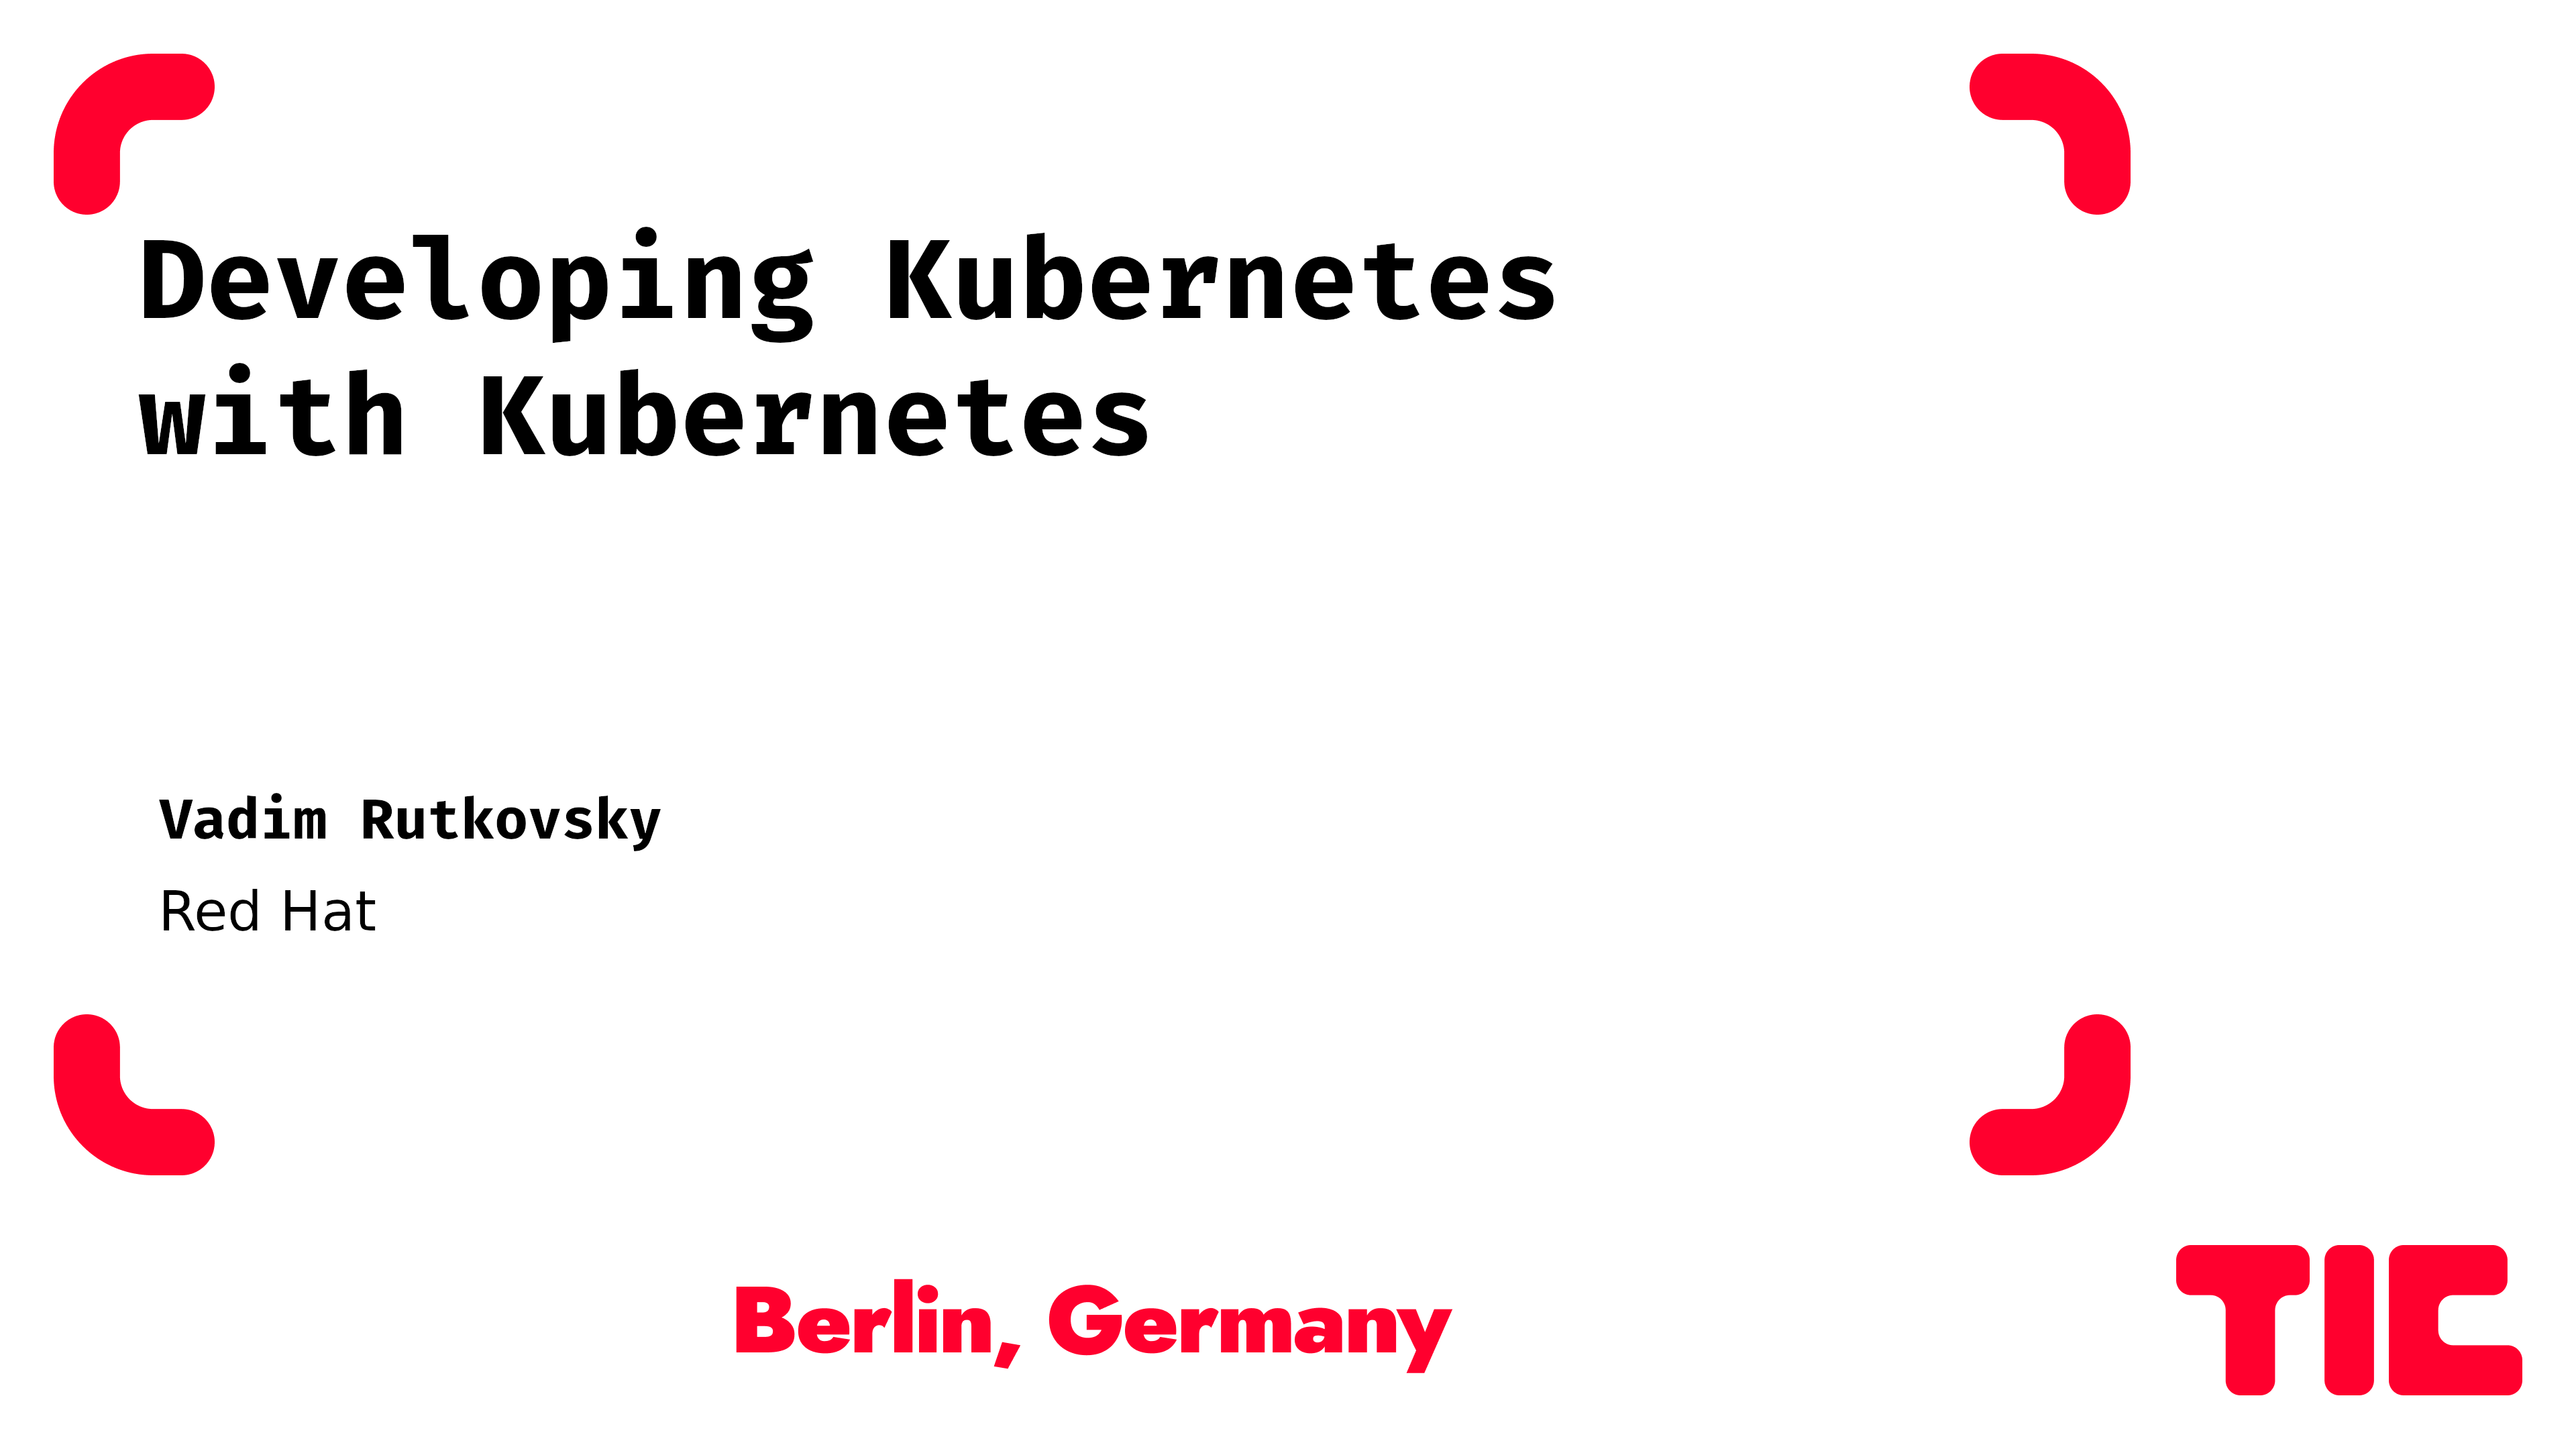 Developing Kubernetes
with Kubernetes
Vadim Rutkovsky
Red Hat
Berlin, Germany
TIC